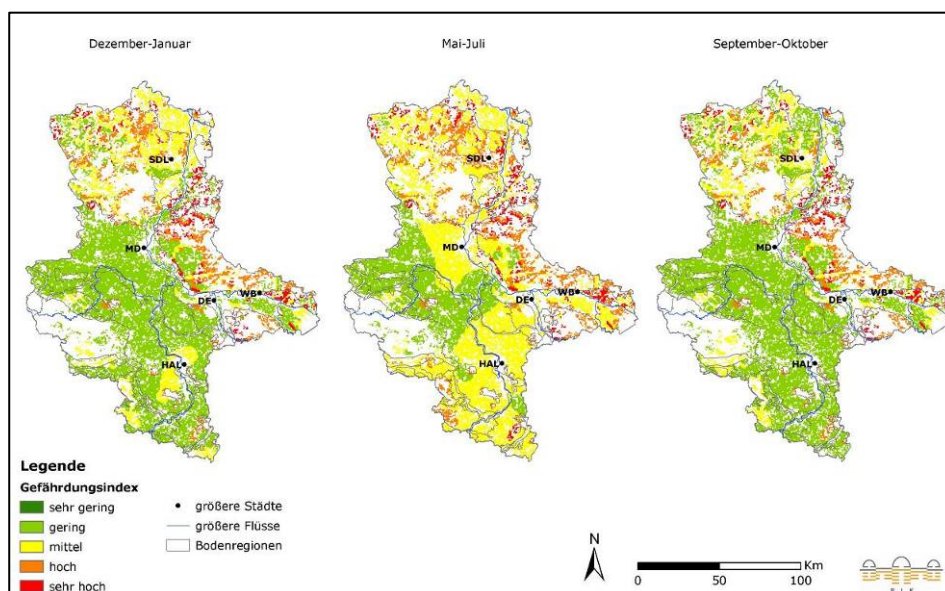 Dezember-Januar
Mai-Juli
September-Oktober
SDL
MD
DE
WB
HAL
SDL
MD
DE
WB
HAL
SDL
MD
DE
WB
HAL
Legende
Gefährdungsindex
sehr gering
gering
mittel
hoch
sehr hoch
größere Städte
größere Flüsse
Bodenregionen
N
Km
0 50 100